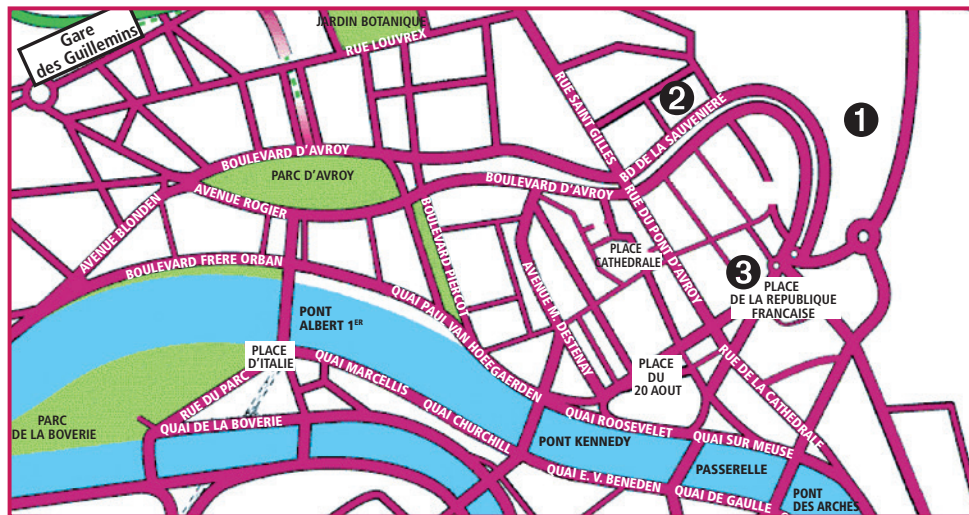 JARDIN BOTANIQUE
Gare
des Guillemins
RUE LOUVREX
RUE SAINT GILLES
❷
❶
BD DE LA SAUVENIERE
BOULEVARD D'AVROY
PARC D'AVROY
BOULEVARD D'AVROY
AVENUE ROGIER
AVENUE BLONDEN
BOULEVARD PIERCOT
RUE DU PONT D'AVROY
PLACE
CATHEDRALE
BOULEVARD FRERE ORBAN
❸
PLACE
DE LA REPUBLIQUE
FRANCAISE
QUAI PAUL VAN HOEEGAERDEN
AVENUE M. DESTENAY
PONT
ALBERT 1ER
PLACE
D'ITALIE
QUAI MARCELLIS
PLACE
DU
20 AOUT
RUE DE LA CATHEDRALE
RUE DU PARC
PARC
DE LA BOVERIE
QUAI DE LA BOVERIE
QUAI CHURCHILL
QUAI ROOSEVELET
QUAI SUR MEUSE
PONT KENNEDY
PASSERELLE
QUAI E. V. BENEDEN
QUAI DE GAULLE
PONT
DES ARCHES